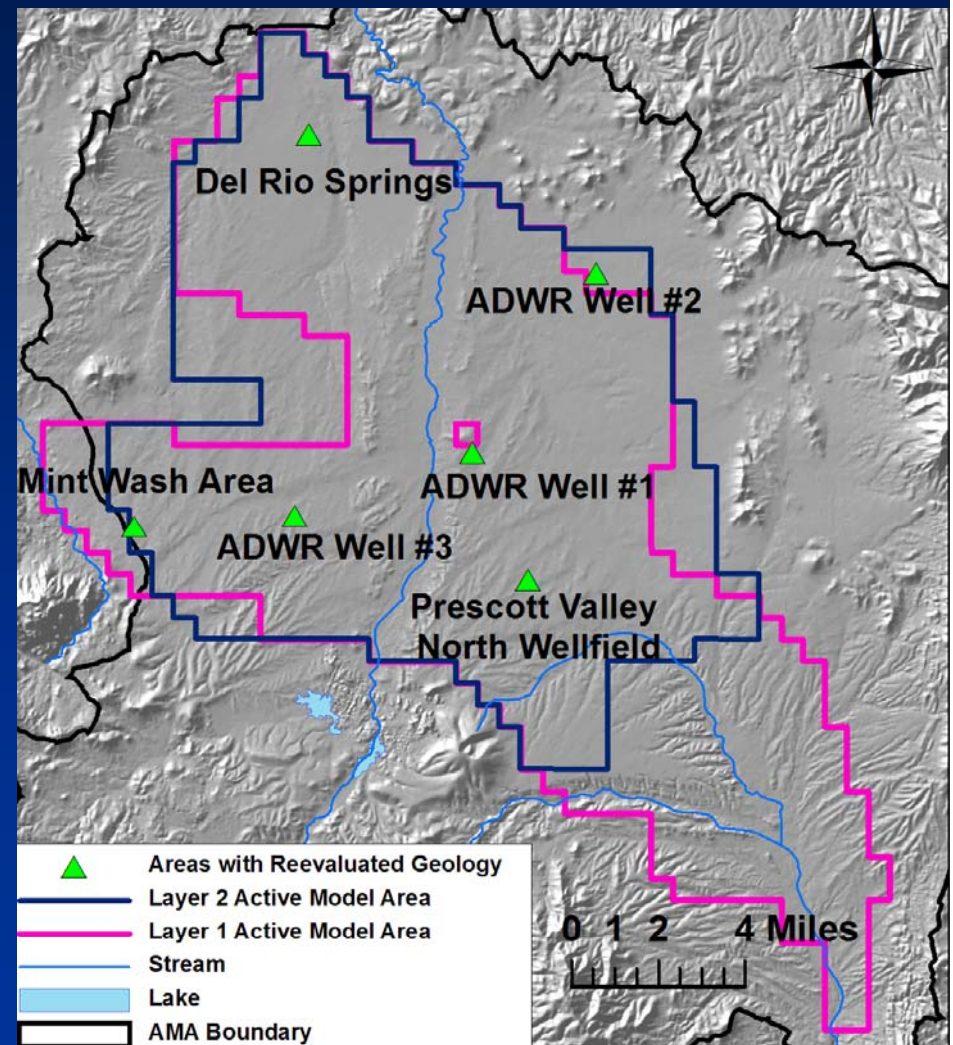 Del Rio Springs
ADWR Well #2
Mint Wash Area
ADWR Well #1
ADWR Well #3
Prescott Valley
North Wellfield
0 1 2 4 Miles
Areas with Reevaluated Geology
Layer 2 Active Model Area
Layer 1 Active Model Area
Stream
Lake
AMA Boundary